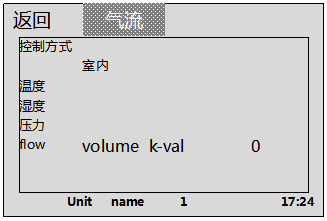 返回 气流
控制方式
室内
温度
湿度
压力
flow volume k-val 0
Unit name 1 17:24